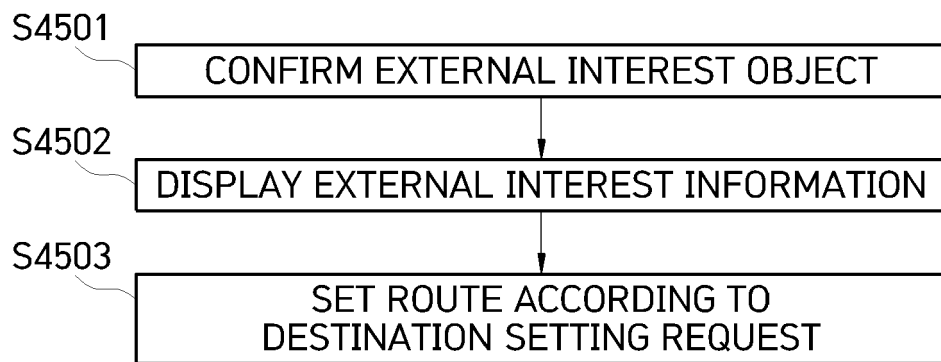 S4501
CONFIRM EXTERNAL INTEREST OBJECT
S4502
DISPLAY EXTERNAL INTEREST INFORMATION
S4503
SET ROUTE ACCORDING TO
DESTINATION SETTING REQUEST